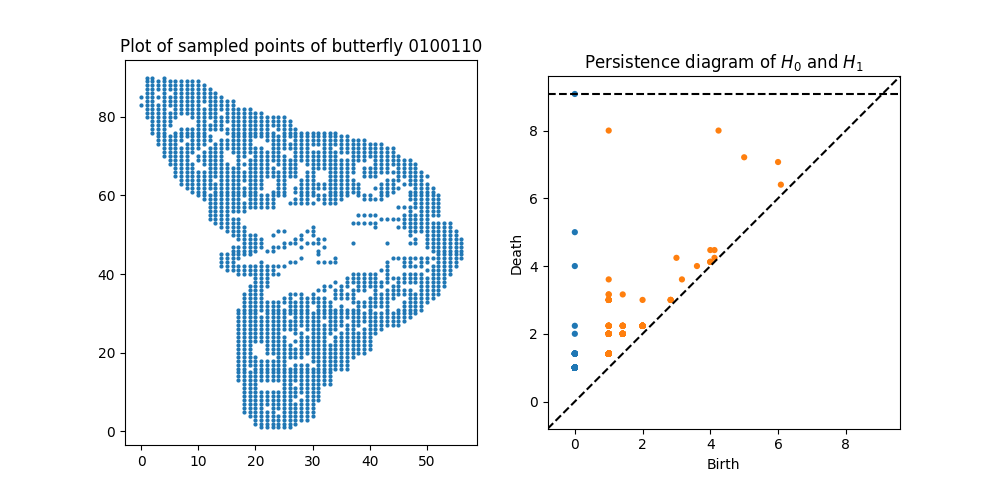 Plot of sampled points of butterfly 0100110
80
60
40
20
0
0 10 20 30 40 50
Persistence diagram of H₀ and H₁
8
6
4
2
0
0 2 4 6 8
Death
Birth